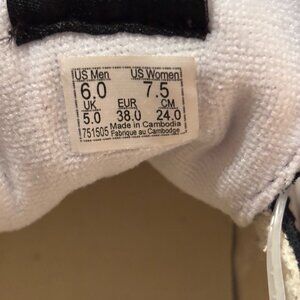 US Men US Women
6.0 7.5
UK EUR CM
5.0 38.0 24.0
751505 Made in Cambodia
Fabrique au Cambodge